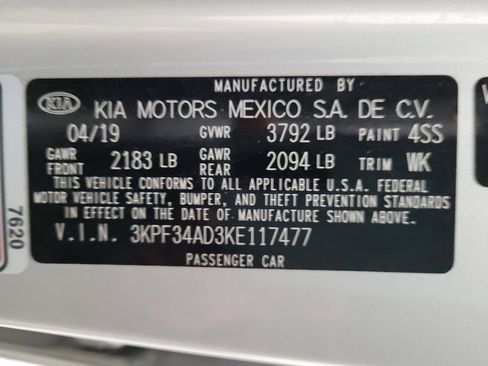 MANUFACTURED BY
KIA KIA MOTORS MEXICO S.A. DE C.V.
04/19 GVWR 3792 LB PAINT 4SS
GAWR FRONT 2183 LB GAWR REAR 2094 LB TRIM WK
THIS VEHICLE CONFORMS TO ALL APPLICABLE U.S.A. FEDERAL
MOTOR VEHICLE SAFETY, BUMPER, AND THEFT PREVENTION STANDARDS
IN EFFECT ON THE DATE OF MANUFACTURE SHOWN ABOVE.
V.I.N. 3KPF34AD3KE117477
PASSENGER CAR
7620